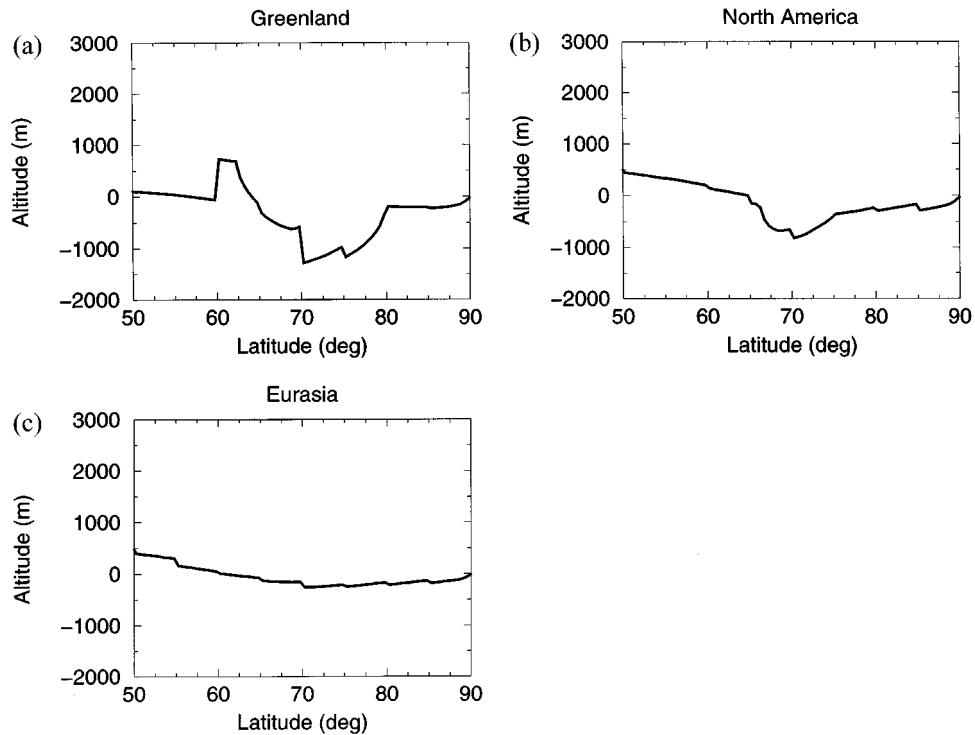 Greenland
(a)
3000
2000
1000
0
−1000
−2000
Altitude (m)
50 60 70 80 90
Latitude (deg)
North America
(b)
3000
2000
1000
0
−1000
−2000
Altitude (m)
50 60 70 80 90
Latitude (deg)
Eurasia
(c)
3000
2000
1000
0
−1000
−2000
Altitude (m)
50 60 70 80 90
Latitude (deg)